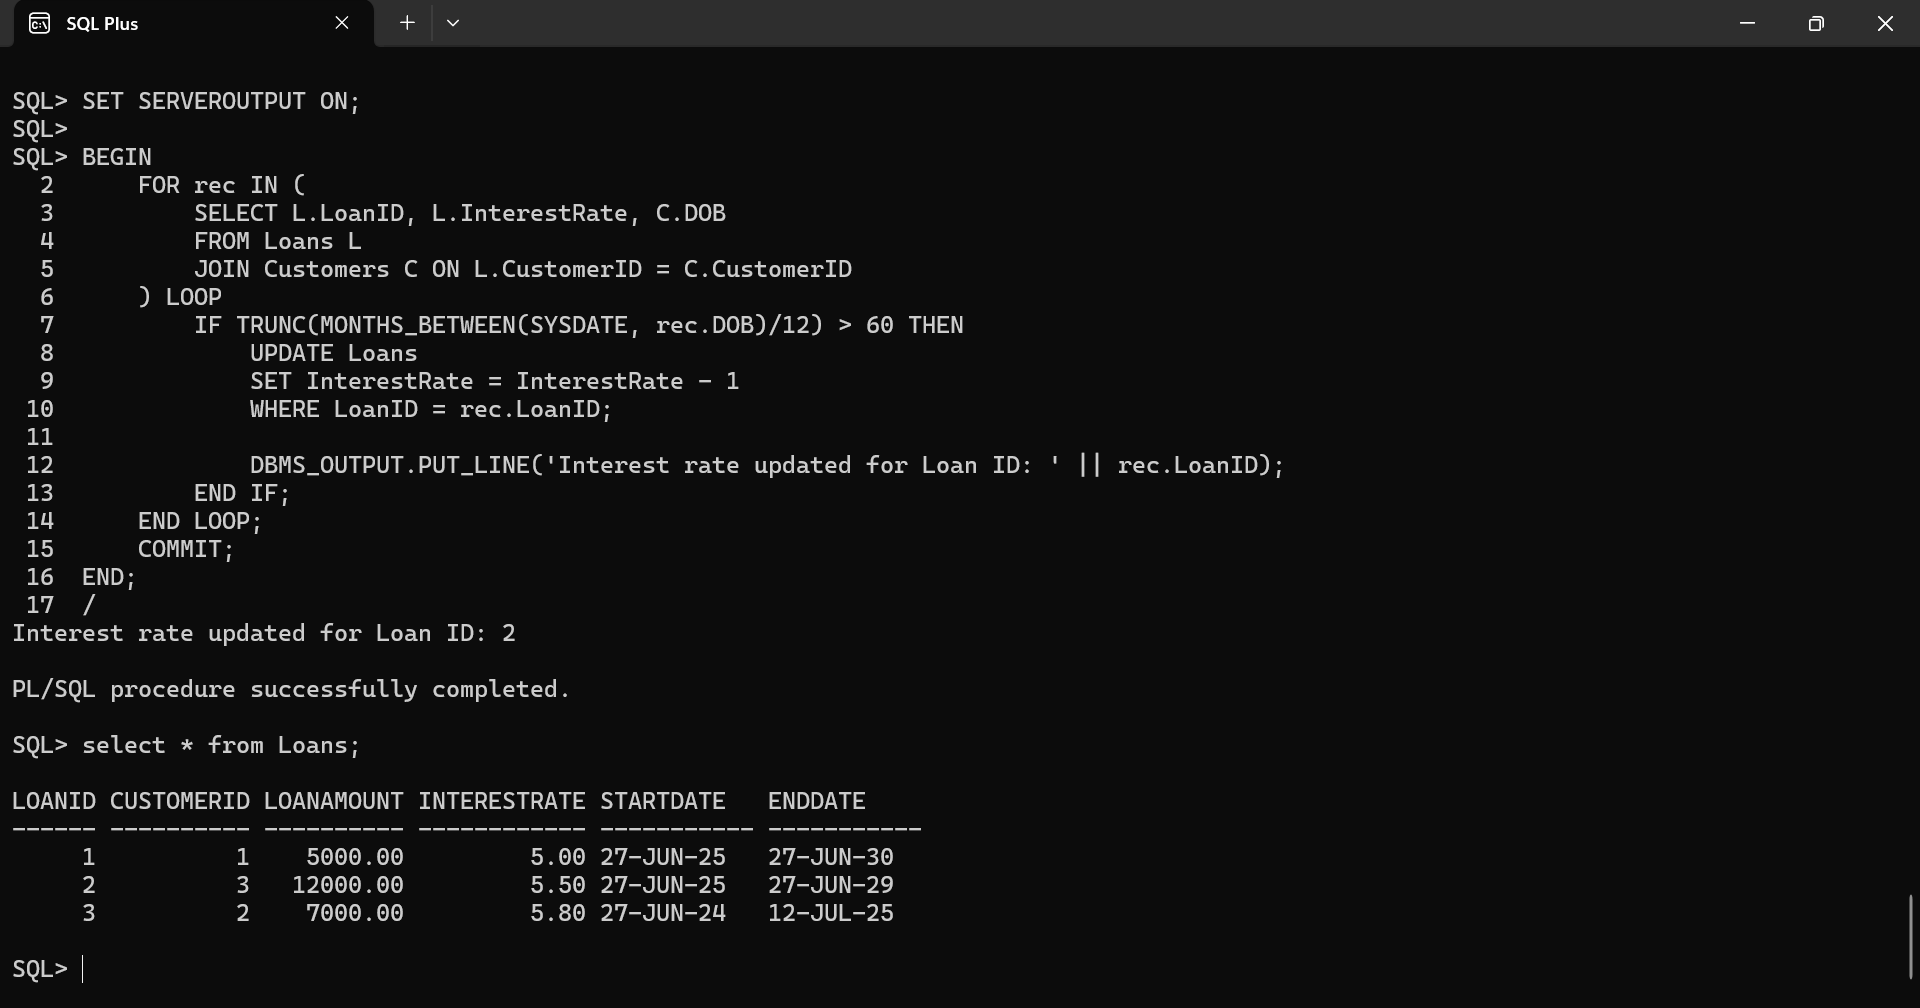 SQL Plus
SQL> SET SERVEROUTPUT ON;
SQL>
SQL> BEGIN
  2      FOR rec IN (
  3          SELECT L.LoanID, L.InterestRate, C.DOB
  4          FROM Loans L
  5          JOIN Customers C ON L.CustomerID = C.CustomerID
  6      ) LOOP
  7          IF TRUNC(MONTHS_BETWEEN(SYSDATE, rec.DOB)/12) > 60 THEN
  8              UPDATE Loans
  9              SET InterestRate = InterestRate - 1
 10              WHERE LoanID = rec.LoanID;
 11
 12              DBMS_OUTPUT.PUT_LINE('Interest rate updated for Loan ID: ' || rec.LoanID);
 13          END IF;
 14      END LOOP;
 15      COMMIT;
 16  END;
 17  /
Interest rate updated for Loan ID: 2
PL/SQL procedure successfully completed.
SQL> select * from Loans;
LOANID CUSTOMERID LOANAMOUNT INTERESTRATE STARTDATE   ENDDATE
------ ---------- ---------- ------------ ----------- -----------
     1          1    5000.00         5.00 27-JUN-25   27-JUN-30
     2          3   12000.00         5.50 27-JUN-25   27-JUN-29
     3          2    7000.00         5.80 27-JUN-24   12-JUL-25
SQL>